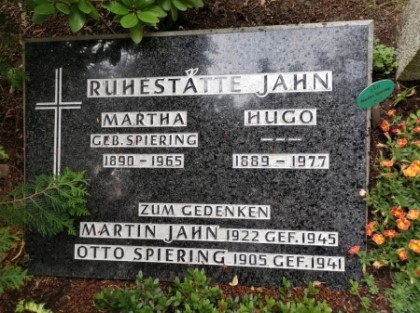 RUHESTÄTTE JAHN
MARTHA
GEB. SPIERING
1890 - 1965
HUGO
---
1889 - 1977
ZUM GEDENKEN
MARTIN JAHN 1922 GEF. 1945
OTTO SPIERING 1905 GEF. 1941